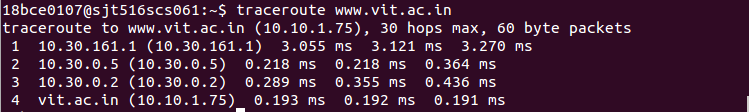 18bce0107@sjt516scs061:~$ traceroute www.vit.ac.in
traceroute to www.vit.ac.in (10.10.1.75), 30 hops max, 60 byte packets
 1  10.30.161.1 (10.30.161.1)  3.055 ms  3.121 ms  3.270 ms
 2  10.30.0.5 (10.30.0.5)  0.218 ms  0.218 ms  0.364 ms
 3  10.30.0.2 (10.30.0.2)  0.289 ms  0.355 ms  0.436 ms
 4  vit.ac.in (10.10.1.75)  0.193 ms  0.192 ms  0.191 ms